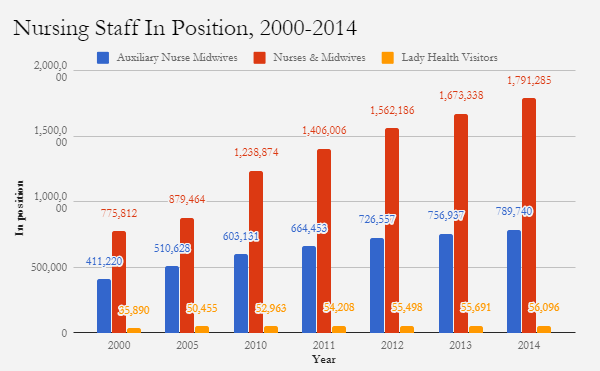 Nursing Staff In Position, 2000-2014
Auxiliary Nurse Midwives Nurses & Midwives Lady Health Visitors
2,000,0
00
1,500,0
00
1,000,0
00
500,000
0
In position
411,220 775,812 35,890
510,628 879,464 50,455
603,131 1,238,874 52,963
664,453 1,406,006 54,208
726,557 1,562,186 55,498
756,937 1,673,338 55,691
789,740 1,791,285 56,096
2000 2005 2010 2011 2012 2013 2014
Year